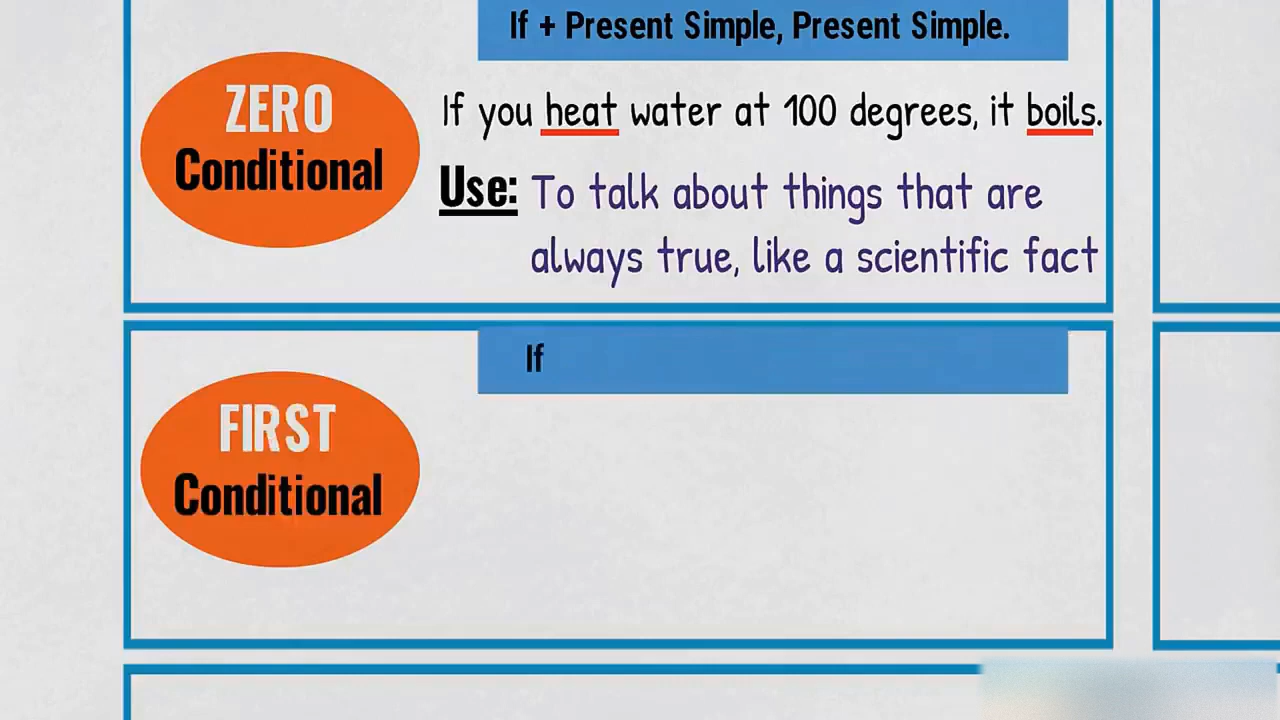 If + Present Simple, Present Simple.
ZERO
Conditional
If you heat water at 100 degrees, it boils.
Use: To talk about things that are
always true, like a scientific fact
If
FIRST
Conditional